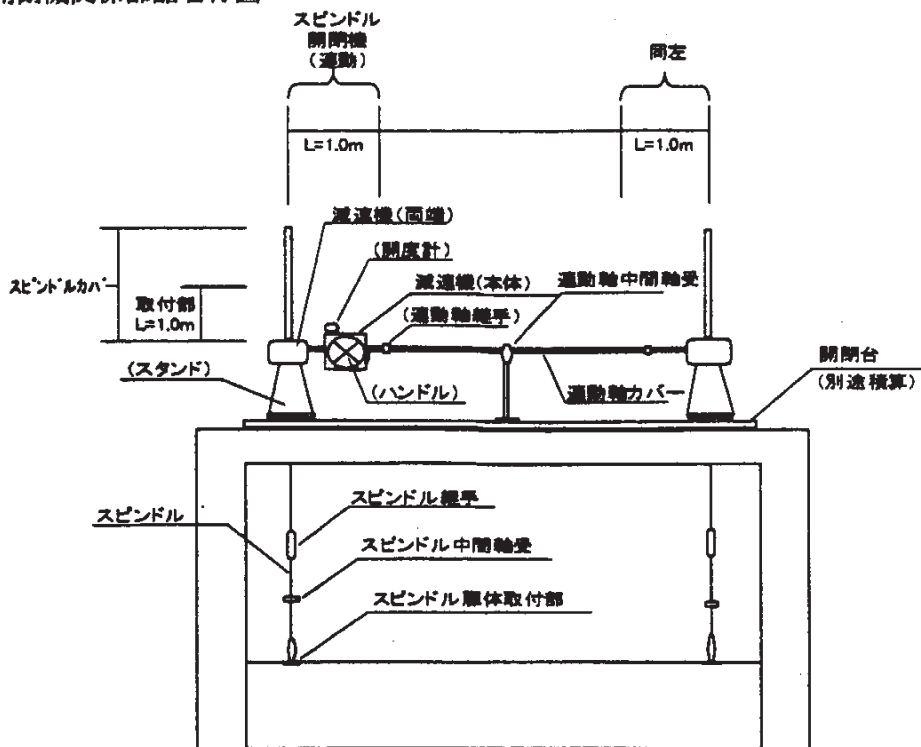 スピンドル
開閉機
(連動)
同左
L=1.0m
L=1.0m
減速機(両端)
(開度計)
減速機(本体)
連動軸中間軸受
スピンドルカバー
取付部
L=1.0m
(連動軸継手)
(スタンド)
(ハンドル)
連動軸カバー
開閉台
(別途積算)
スピンドル継手
スピンドル
スピンドル中間軸受
スピンドル扉体取付部